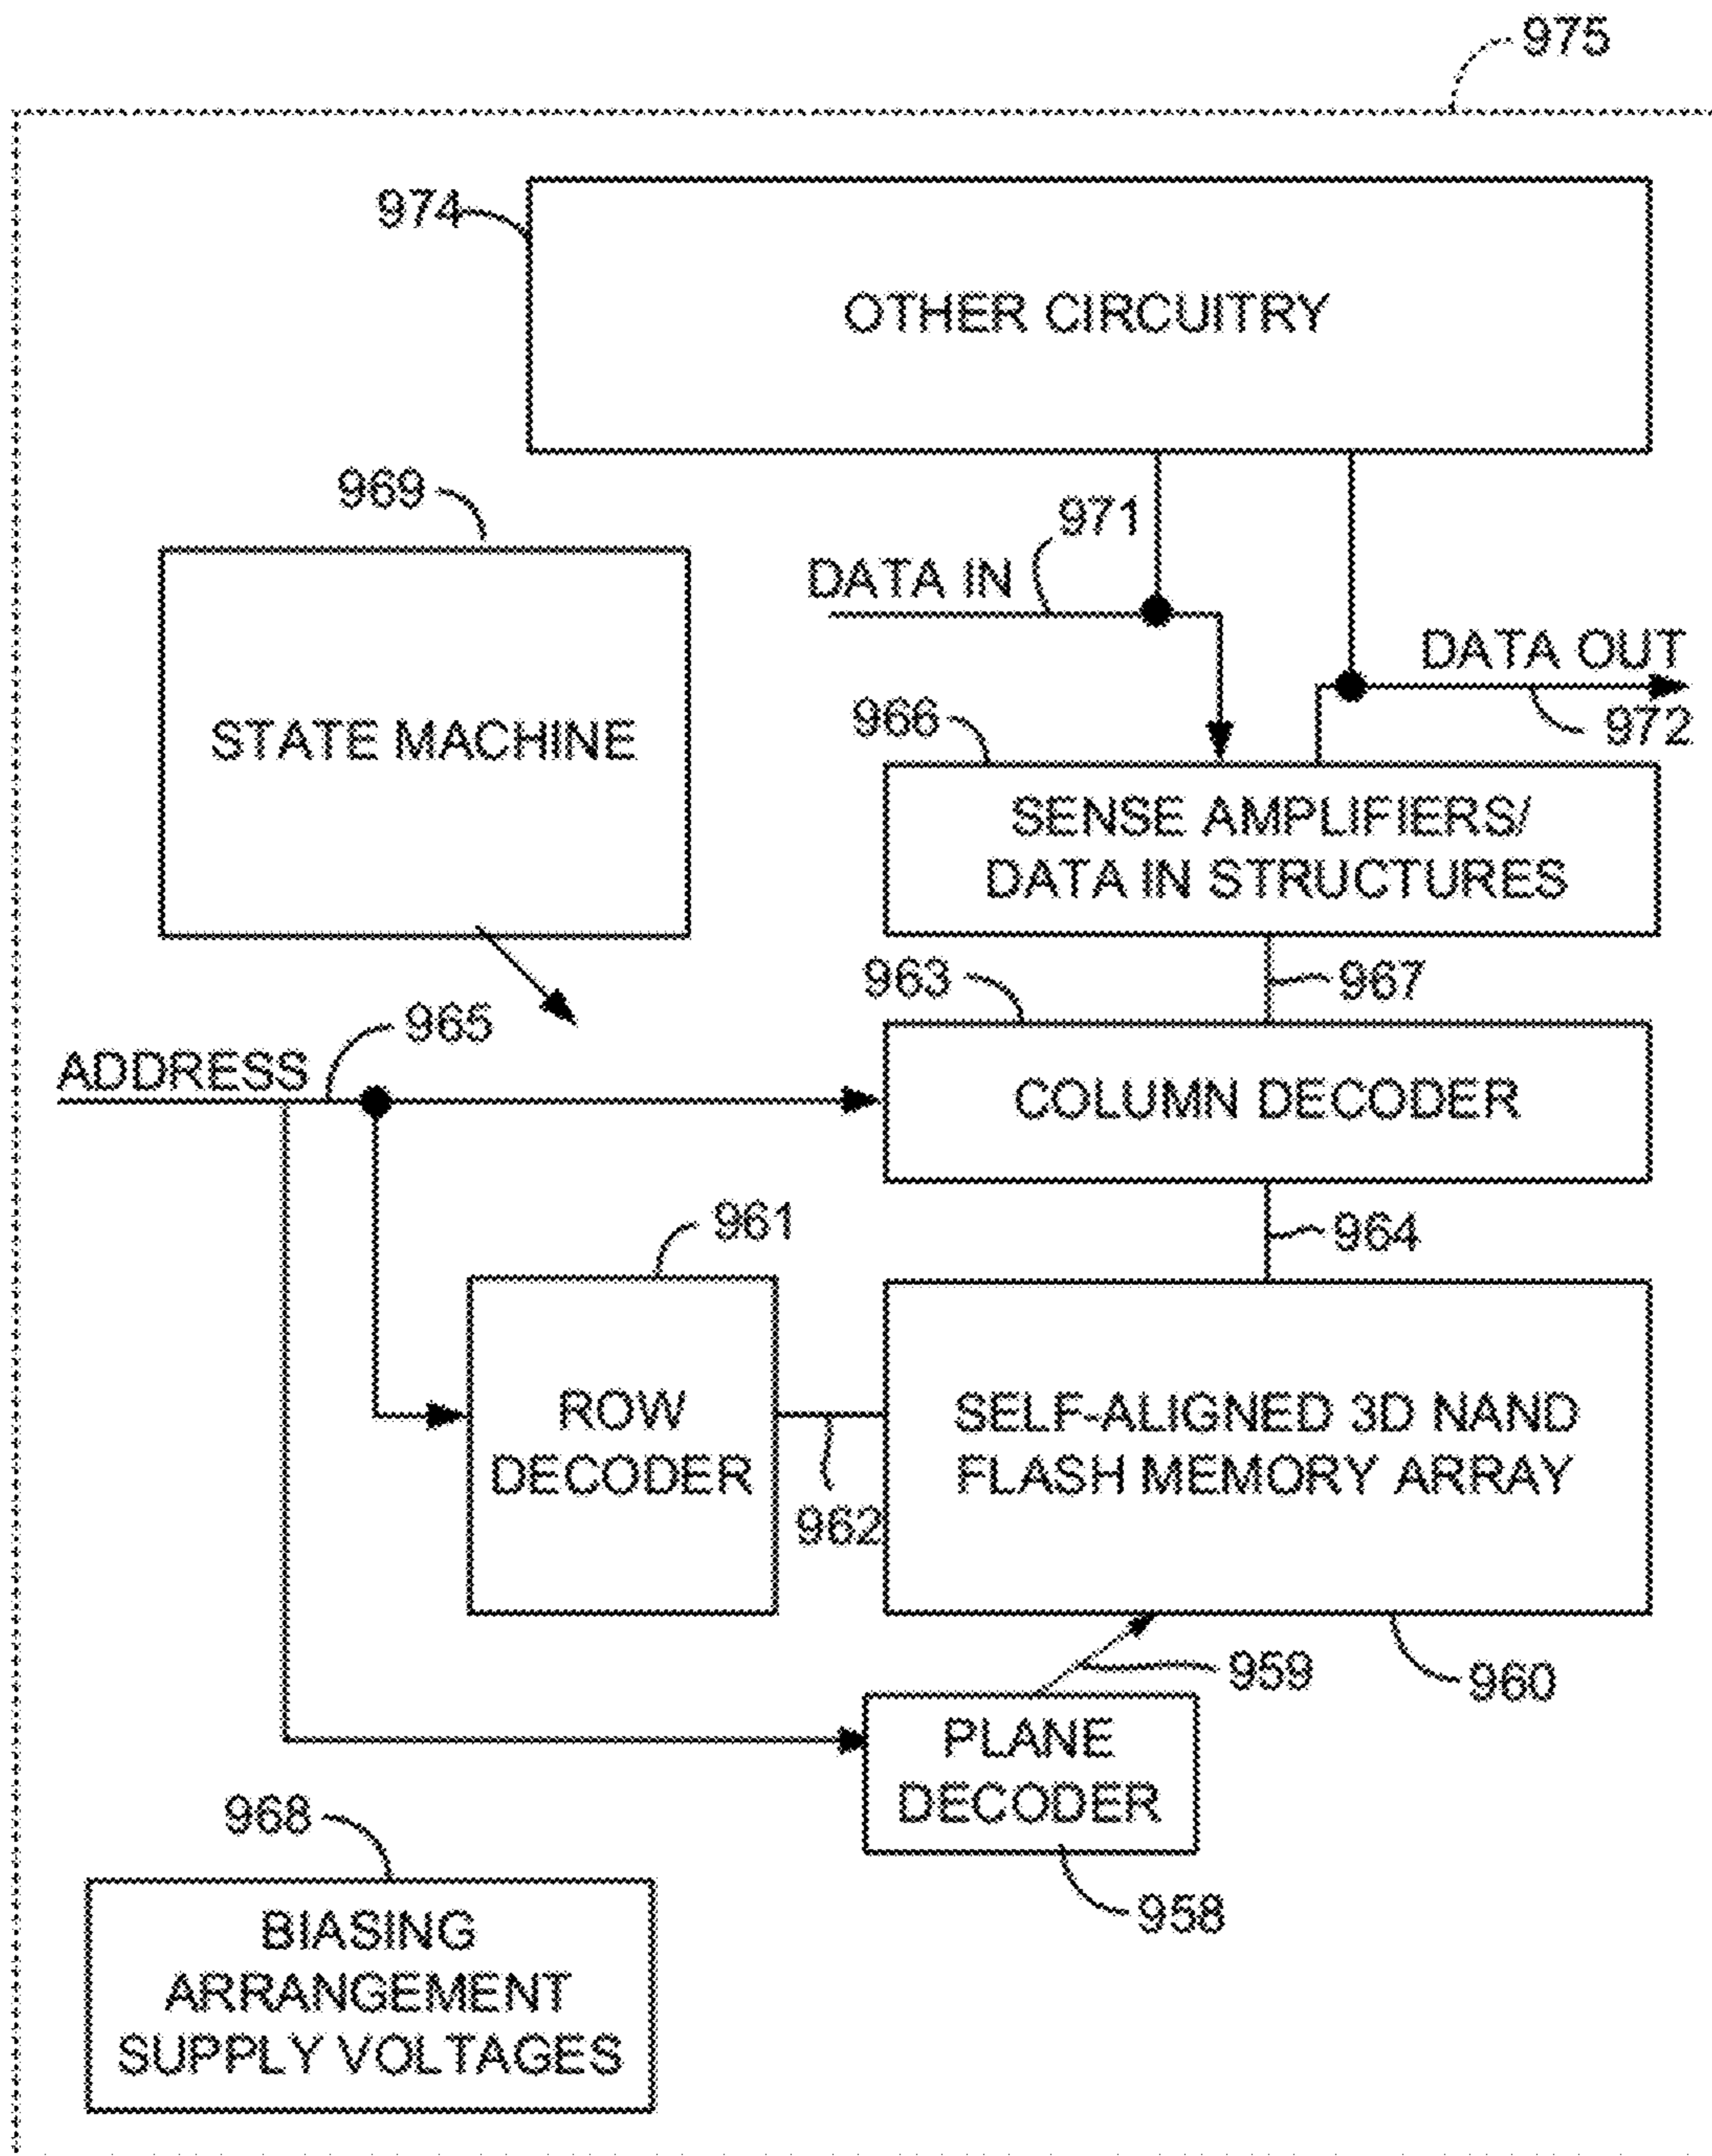 975
974
OTHER CIRCUITRY
969
971
DATA IN
DATA OUT
972
STATE MACHINE
966
SENSE AMPLIFIERS/
DATA IN STRUCTURES
963
967
965
ADDRESS
COLUMN DECODER
961
964
ROW
DECODER
962
SELF-ALIGNED 3D NAND
FLASH MEMORY ARRAY
959
960
PLANE
DECODER
958
968
BIASING
ARRANGEMENT
SUPPLY VOLTAGES